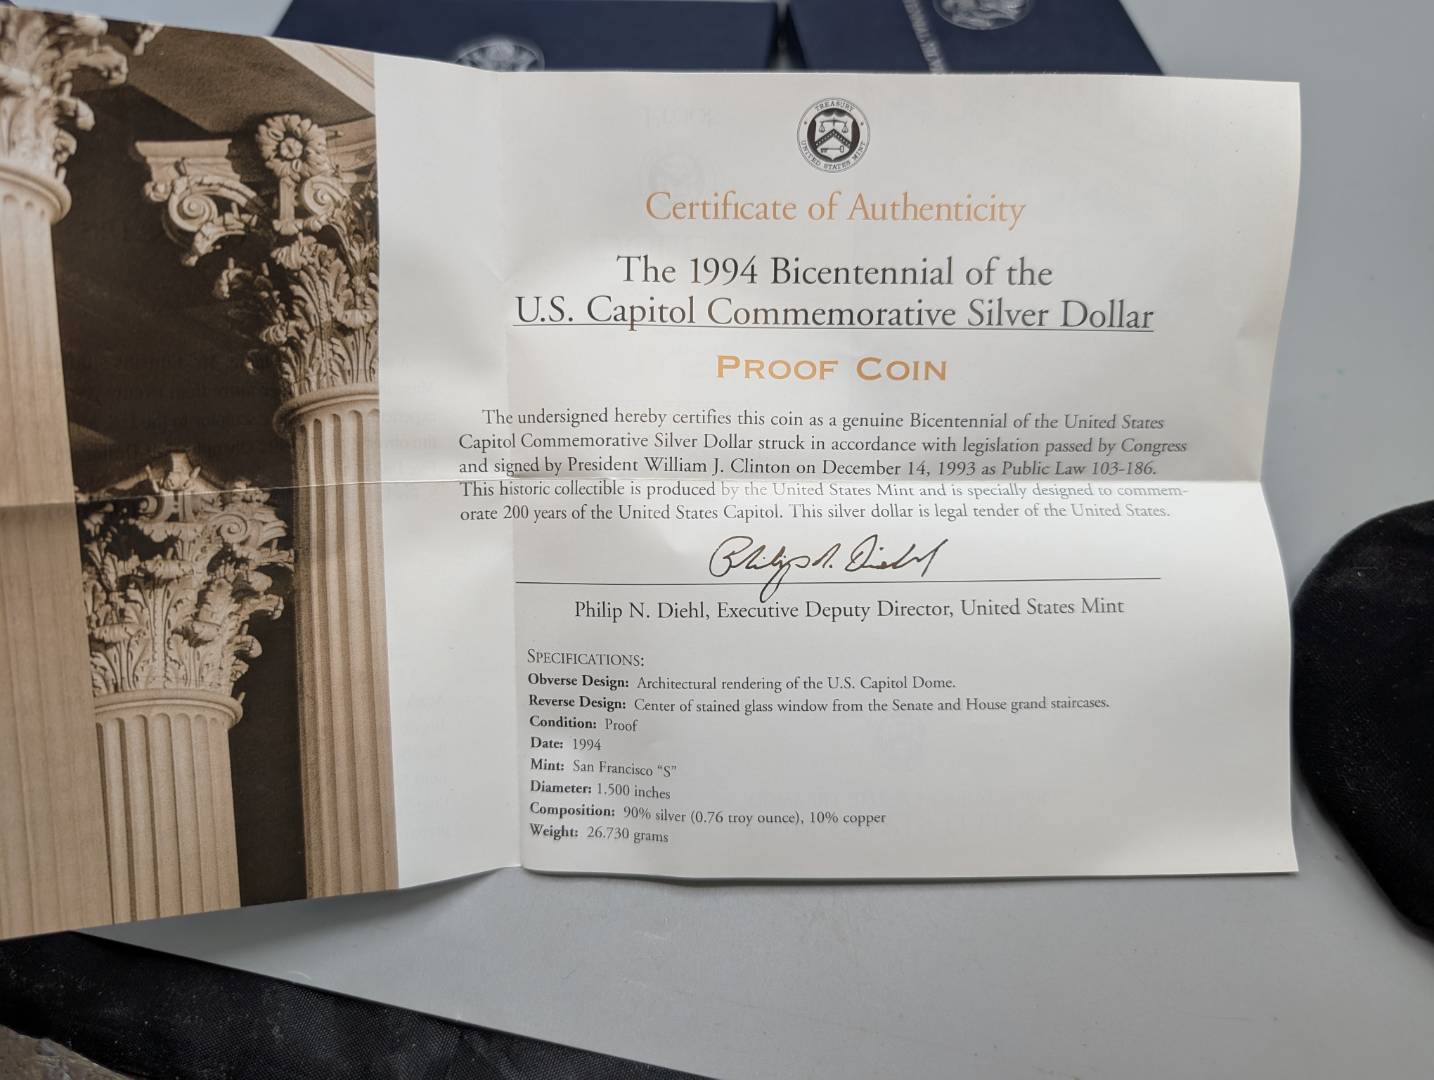 TREASURY
UNITED STATES MINT
Certificate of Authenticity
The 1994 Bicentennial of the
U.S. Capitol Commemorative Silver Dollar
PROOF COIN
The undersigned hereby certifies this coin as a genuine Bicentennial of the United States
Capitol Commemorative Silver Dollar struck in accordance with legislation passed by Congress
and signed by President William J. Clinton on December 14, 1993 as Public Law 103-186.
This historic collectible is produced by the United States Mint and is specially designed to commem-
orate 200 years of the United States Capitol. This silver dollar is legal tender of the United States.
Philip N. Diehl
Philip N. Diehl, Executive Deputy Director, United States Mint
SPECIFICATIONS:
Obverse Design: Architectural rendering of the U.S. Capitol Dome.
Reverse Design: Center of stained glass window from the Senate and House grand staircases.
Condition: Proof
Date: 1994
Mint: San Francisco “S”
Diameter: 1.500 inches
Composition: 90% silver (0.76 troy ounce), 10% copper
Weight: 26.730 grams